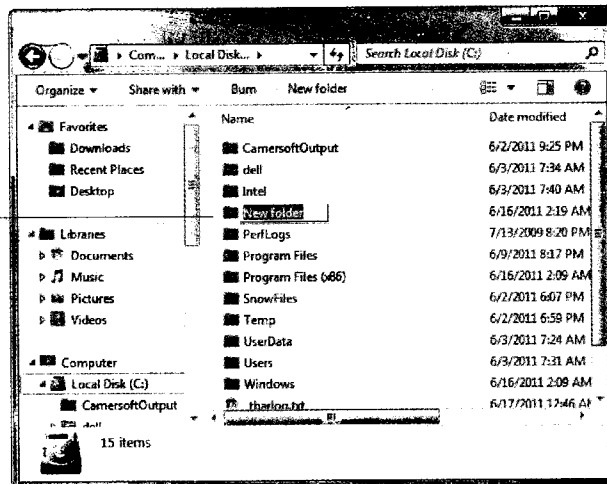 Com... Local Disk... Search Local Disk (C:)
Organize Share with Burn New folder
Favorites
Downloads
Recent Places
Desktop
Libraries
Documents
Music
Pictures
Videos
Computer
Local Disk (C:)
CamersoftOutput
dell
Name Date modified
CamersoftOutput 6/2/2011 9:25 PM
dell 6/3/2011 7:34 AM
Intel 6/3/2011 7:40 AM
New folder 6/16/2011 2:19 AM
PerfLogs 7/13/2009 8:20 PM
Program Files 6/9/2011 8:17 PM
Program Files (x86) 6/16/2011 2:09 AM
SnowFiles 6/2/2011 6:07 PM
Temp 6/2/2011 6:59 PM
UserData 6/3/2011 7:24 AM
Users 6/3/2011 7:31 AM
Windows 6/16/2011 2:09 AM
6/17/2011 12:46 AM
15 items